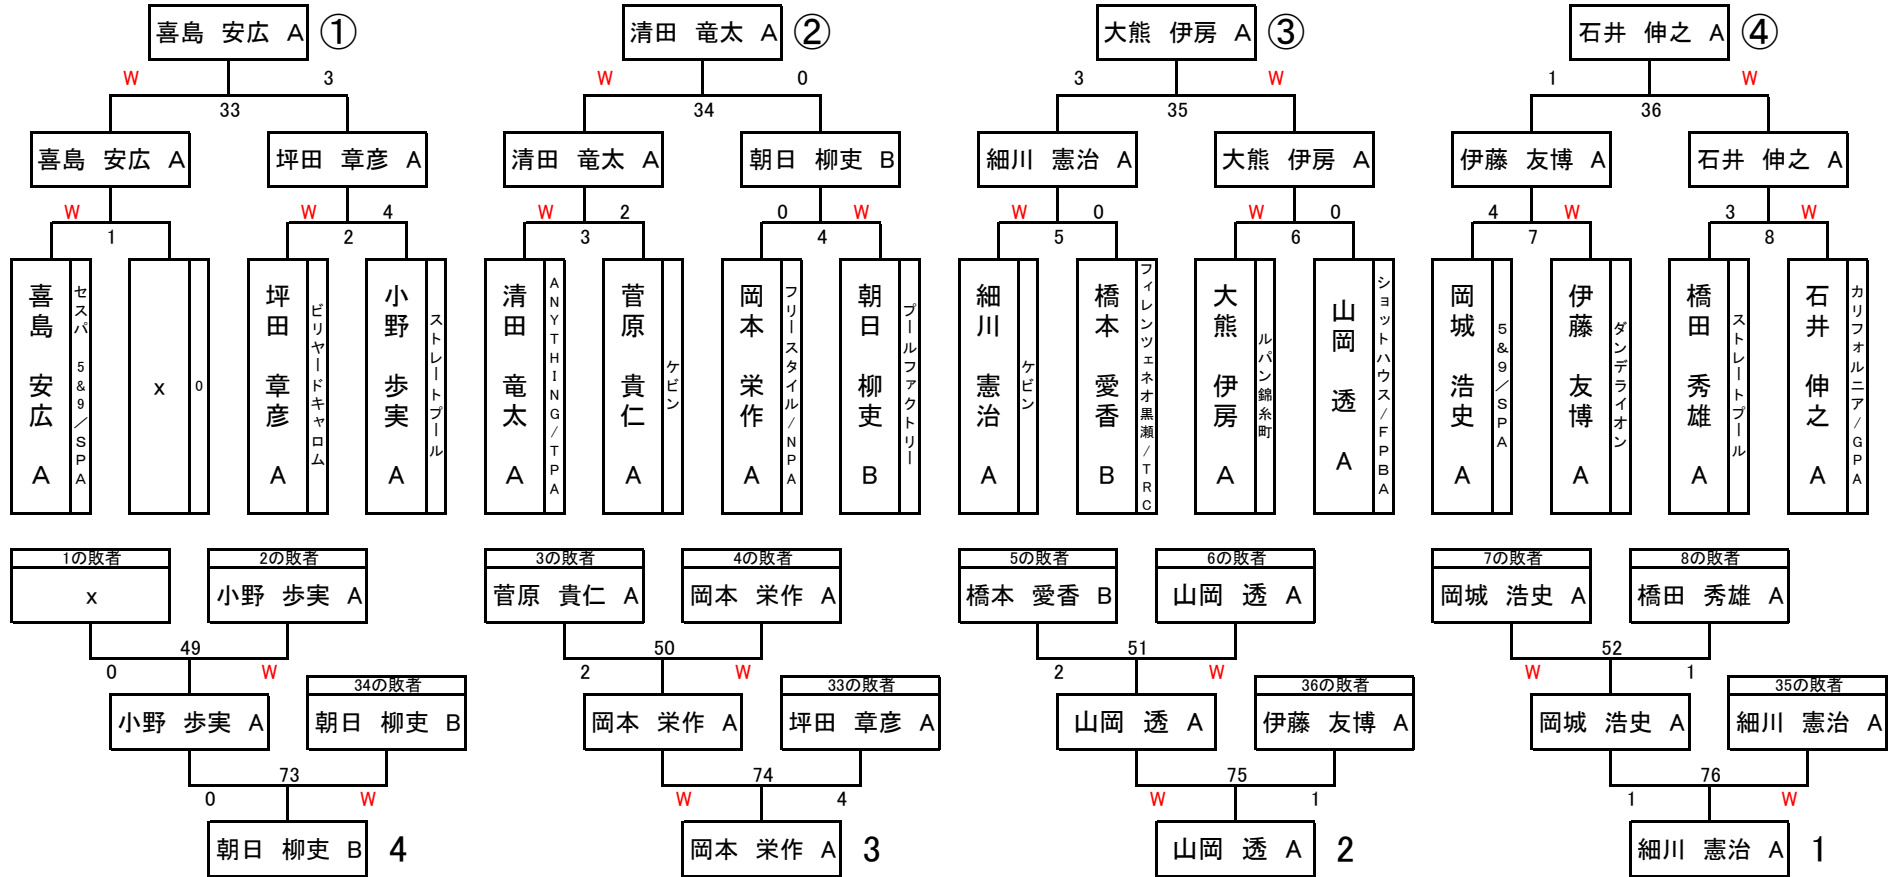 喜島 安広 A ① 清田 竜太 A ② 大熊 伊房 A ③ 石井 伸之 A ④
W 3 W 0 3 W 1 W
33 34 35 36
喜島 安広 A 坪田 章彦 A 清田 竜太 A 朝日 柳吏 B 細川 憲治 A 大熊 伊房 A 伊藤 友博 A 石井 伸之 A
W W 4 W 2 0 W W 0 W 0 4 W 3 W
1 2 3 4 5 6 7 8
喜島 安広 A
セスパ 5&9/SPA
x
0
坪田 章彦 A
ビリヤードキャロム
小野 歩実 A
ストレートプール
清田 竜太 A
ANYTHING/TPA
菅原 貴仁 A
ケビン
岡本 栄作 A
フリースタイル/NPA
朝日 柳吏 B
プールファクトリー
細川 憲治 A
ケビン
橋本 愛香 B
フィレンツェネオ黒瀬/TRC
大熊 伊房 A
ルパン錦糸町
山岡 透 A
ショットハウス/FPBA
岡城 浩史 A
5&9/SPA
伊藤 友博 A
ダンデライオン
橋田 秀雄 A
ストレートプール
石井 伸之 A
カリフォルニア/GPA
1の敗者 2の敗者 3の敗者 4の敗者 5の敗者 6の敗者 7の敗者 8の敗者
x 小野 歩実 A 菅原 貴仁 A 岡本 栄作 A 橋本 愛香 B 山岡 透 A 岡城 浩史 A 橋田 秀雄 A
49 50 51 52
0 W 2 W 2 W W 1
34の敗者 33の敗者 36の敗者 35の敗者
小野 歩実 A 朝日 柳吏 B 岡本 栄作 A 坪田 章彦 A 山岡 透 A 伊藤 友博 A 岡城 浩史 A 細川 憲治 A
73 74 75 76
0 W W 4 W 1 1 W
朝日 柳吏 B 4 岡本 栄作 A 3 山岡 透 A 2 細川 憲治 A 1